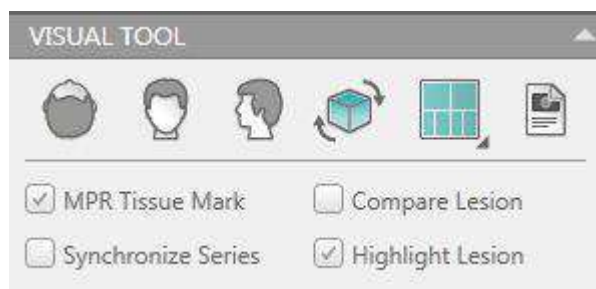 VISUAL TOOL
MPR Tissue Mark
Compare Lesion
Synchronize Series
Highlight Lesion